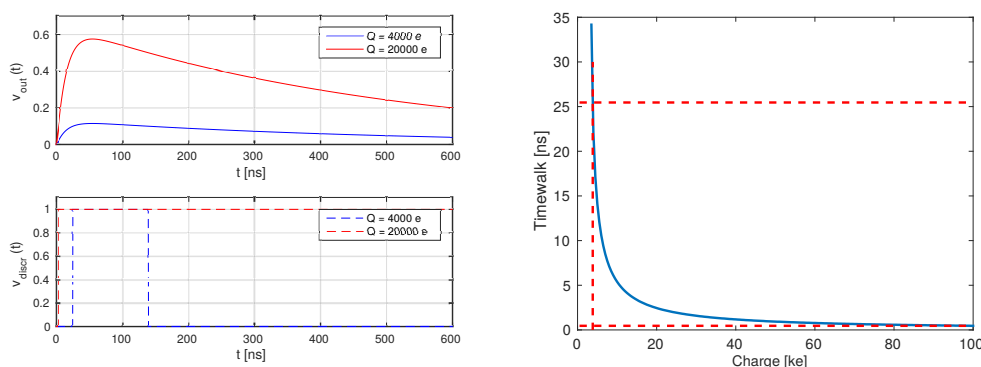 0.6
0.4
0.2
0
v_out (t)
Q = 4000 e
Q = 20000 e
0 100 200 300 400 500 600
t [ns]
1
0.8
0.6
0.4
0.2
0
v_discr (t)
Q = 4000 e
Q = 20000 e
0 100 200 300 400 500 600
t [ns]
35
30
25
20
15
10
5
0
Timewalk [ns]
0 20 40 60 80 100
Charge [ke]